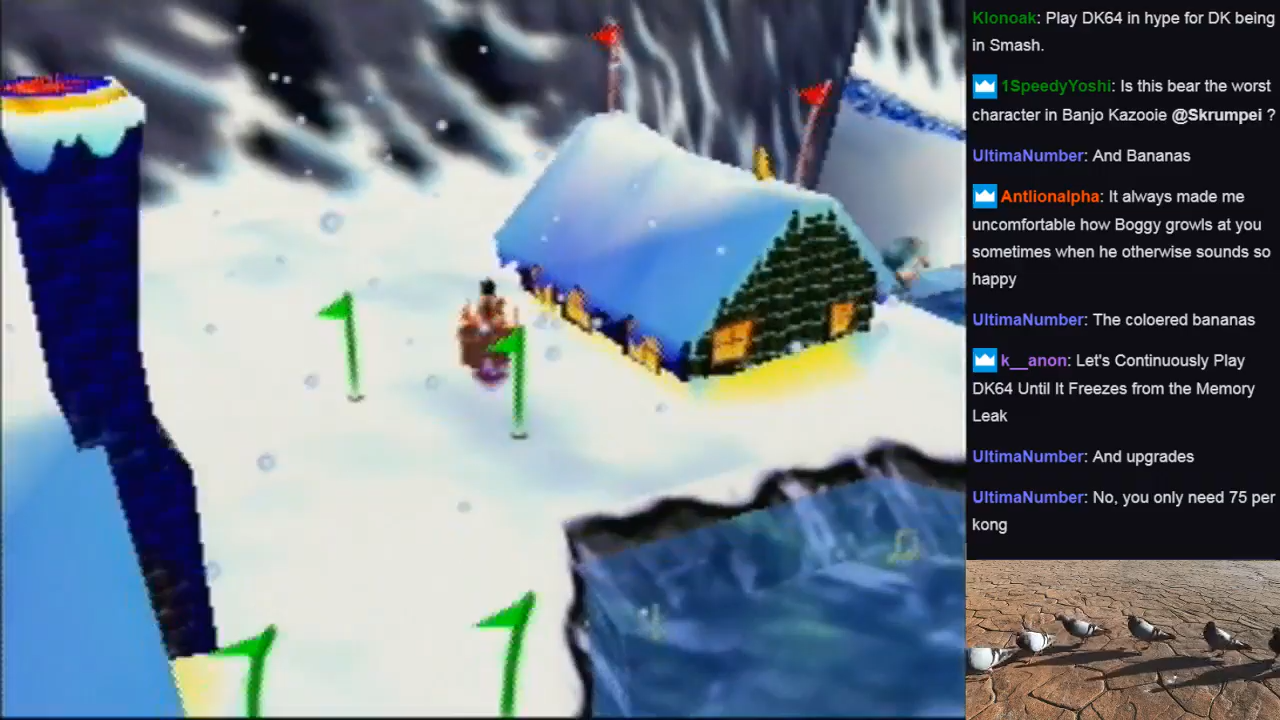 Klonoak: Play DK64 in hype for DK being
in Smash.
1SpeedyYoshi: Is this bear the worst
character in Banjo Kazooie @Skrumpei ?
UltimaNumber: And Bananas
Antlionalpha: It always made me
uncomfortable how Boggy growls at you
sometimes when he otherwise sounds so
happy
UltimaNumber: The coloered bananas
k__anon: Let's Continuously Play
DK64 Until It Freezes from the Memory
Leak
UltimaNumber: And upgrades
UltimaNumber: No, you only need 75 per
kong